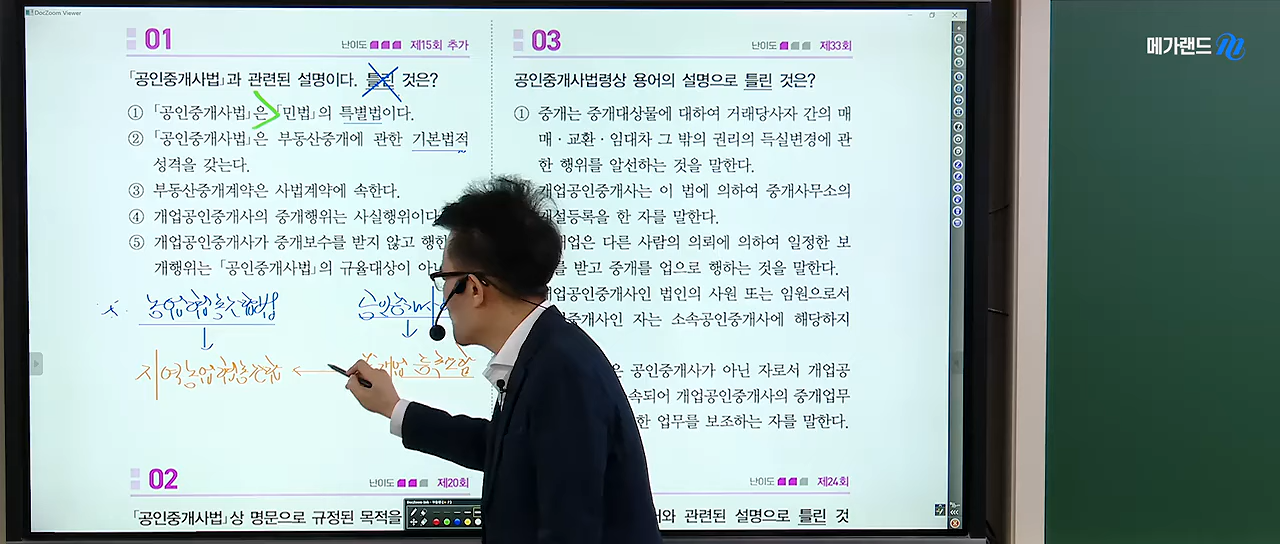 DocZoom Viewer
메가랜드
01
난이도
제15회 추가
「공인중개사법」과 관련된 설명이다. 틀린 것은?
① 「공인중개사법」은 「민법」의 특별법이다.
② 「공인중개사법」은 부동산중개에 관한 기본법적
성격을 갖는다.
③ 부동산중개계약은 사법계약에 속한다.
④ 개업공인중개사의 중개행위는 사실행위이다
⑤ 개업공인중개사가 중개보수를 받지 않고 행한
개행위는 「공인중개사법」의 규율대상이 아
농업협동조합법
지역농업협동조합
02
난이도
제20회
「공인중개사법」상 명문으로 규정된 목적을
03
난이도
제33회
공인중개사법령상 용어의 설명으로 틀린 것은?
① 중개는 중개대상물에 대하여 거래당사자 간의 매
매·교환·임대차 그 밖의 권리의 득실변경에 관
한 행위를 알선하는 것을 말한다.
개업공인중개사는 이 법에 의하여 중개사무소의
개설등록을 한 자를 말한다.
개업은 다른 사람의 의뢰에 의하여 일정한 보
를 받고 중개를 업으로 행하는 것을 말한다.
개업공인중개사인 법인의 사원 또는 임원으로서
중개사인 자는 소속공인중개사에 해당하지
은 공인중개사가 아닌 자로서 개업공
속되어 개업공인중개사의 중개업무
한 업무를 보조하는 자를 말한다.
난이도
제24회
와 관련된 설명으로 틀린 것